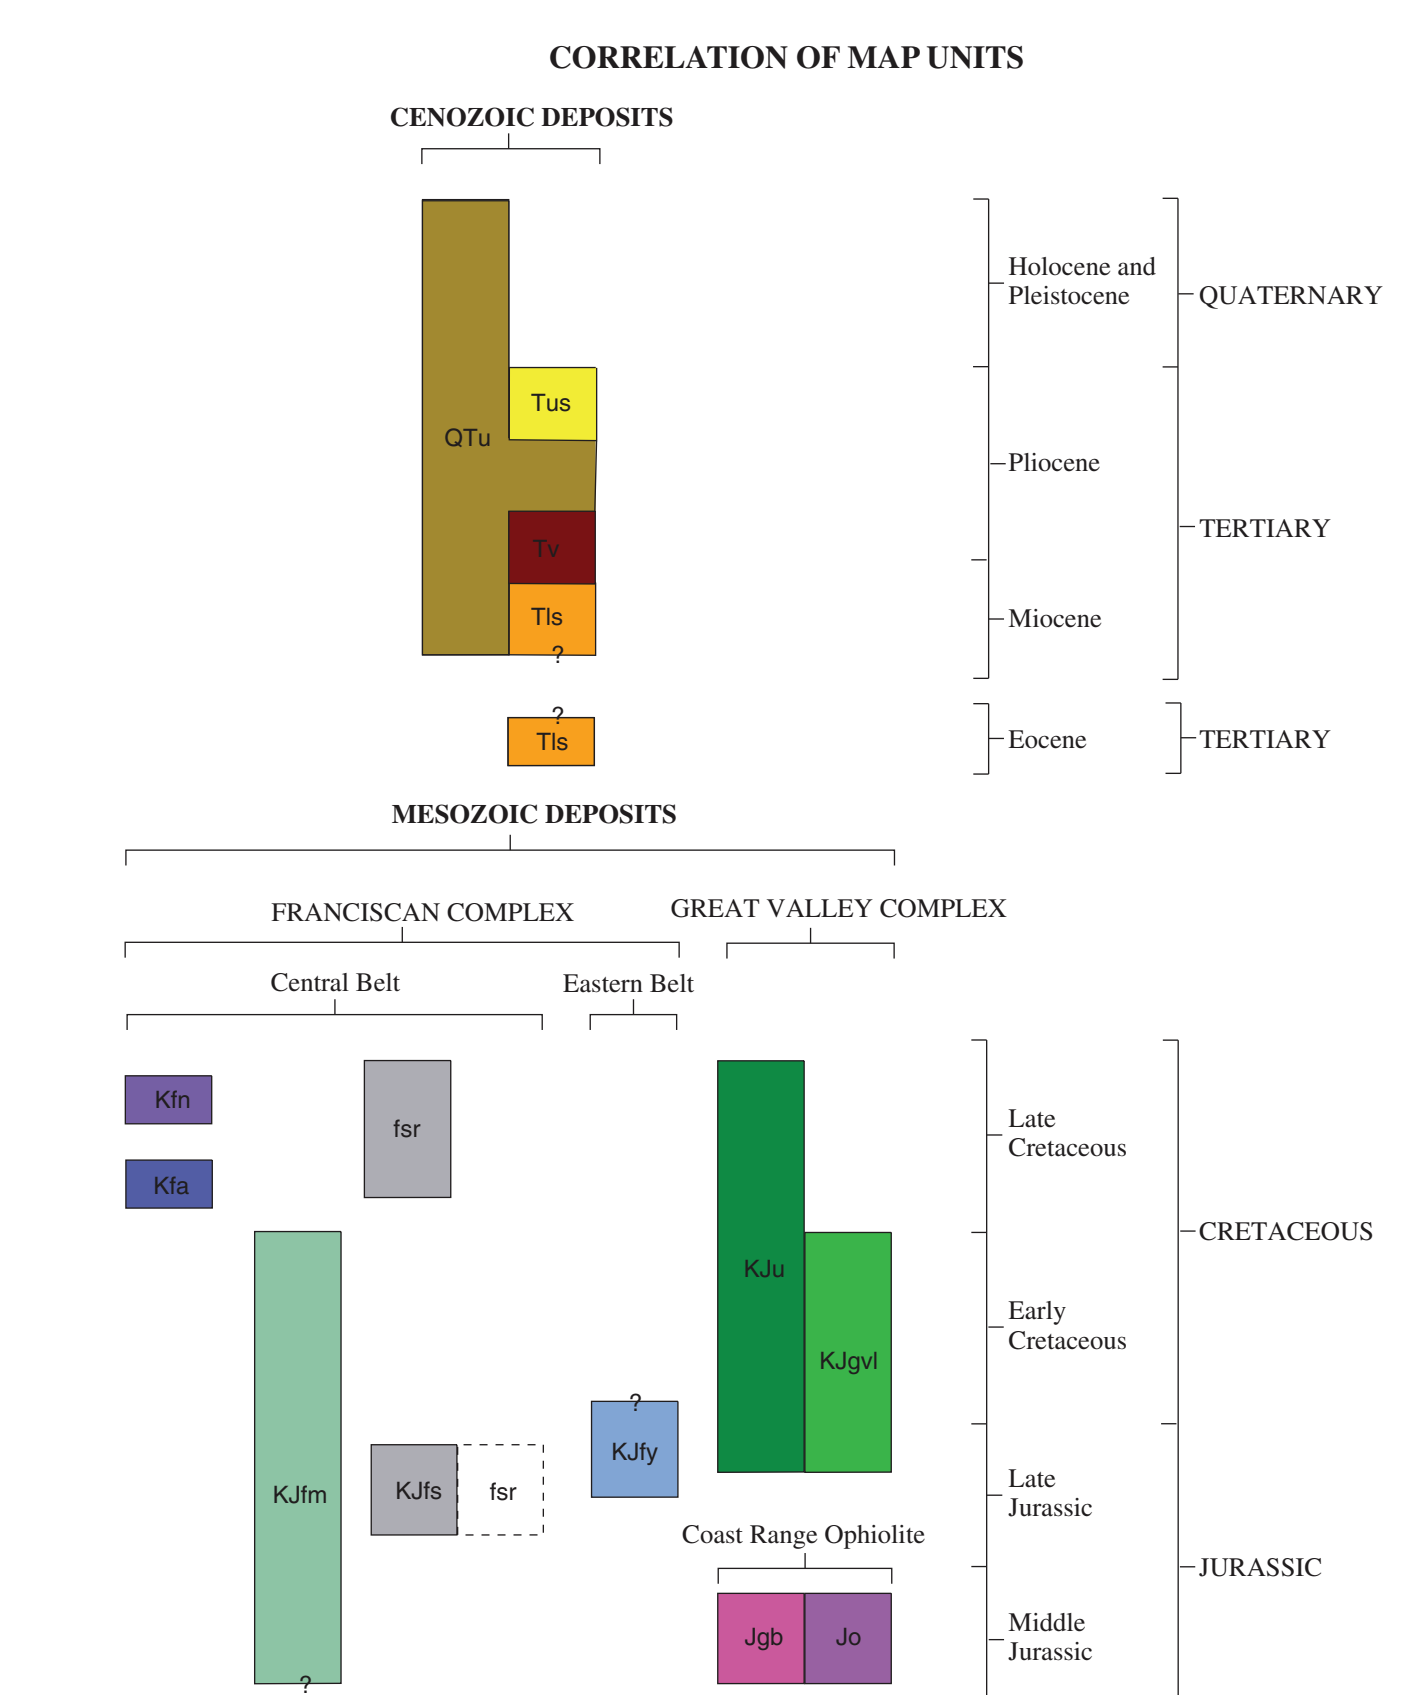 CORRELATION OF MAP UNITS
CENOZOIC DEPOSITS
Holocene and
Pleistocene
QUATERNARY
Tus
QTu
Pliocene
TERTIARY
Tv
Tls
?
Miocene
?
Tls
Eocene
TERTIARY
MESOZOIC DEPOSITS
FRANCISCAN COMPLEX
GREAT VALLEY COMPLEX
Central Belt
Eastern Belt
Kfn
fsr
Kfa
Late
Cretaceous
CRETACEOUS
KJu
Early
Cretaceous
KJgvl
?
KJfy
KJfm
KJfs
fsr
Late
Jurassic
Coast Range Ophiolite
JURASSIC
Jgb
Jo
Middle
Jurassic
?